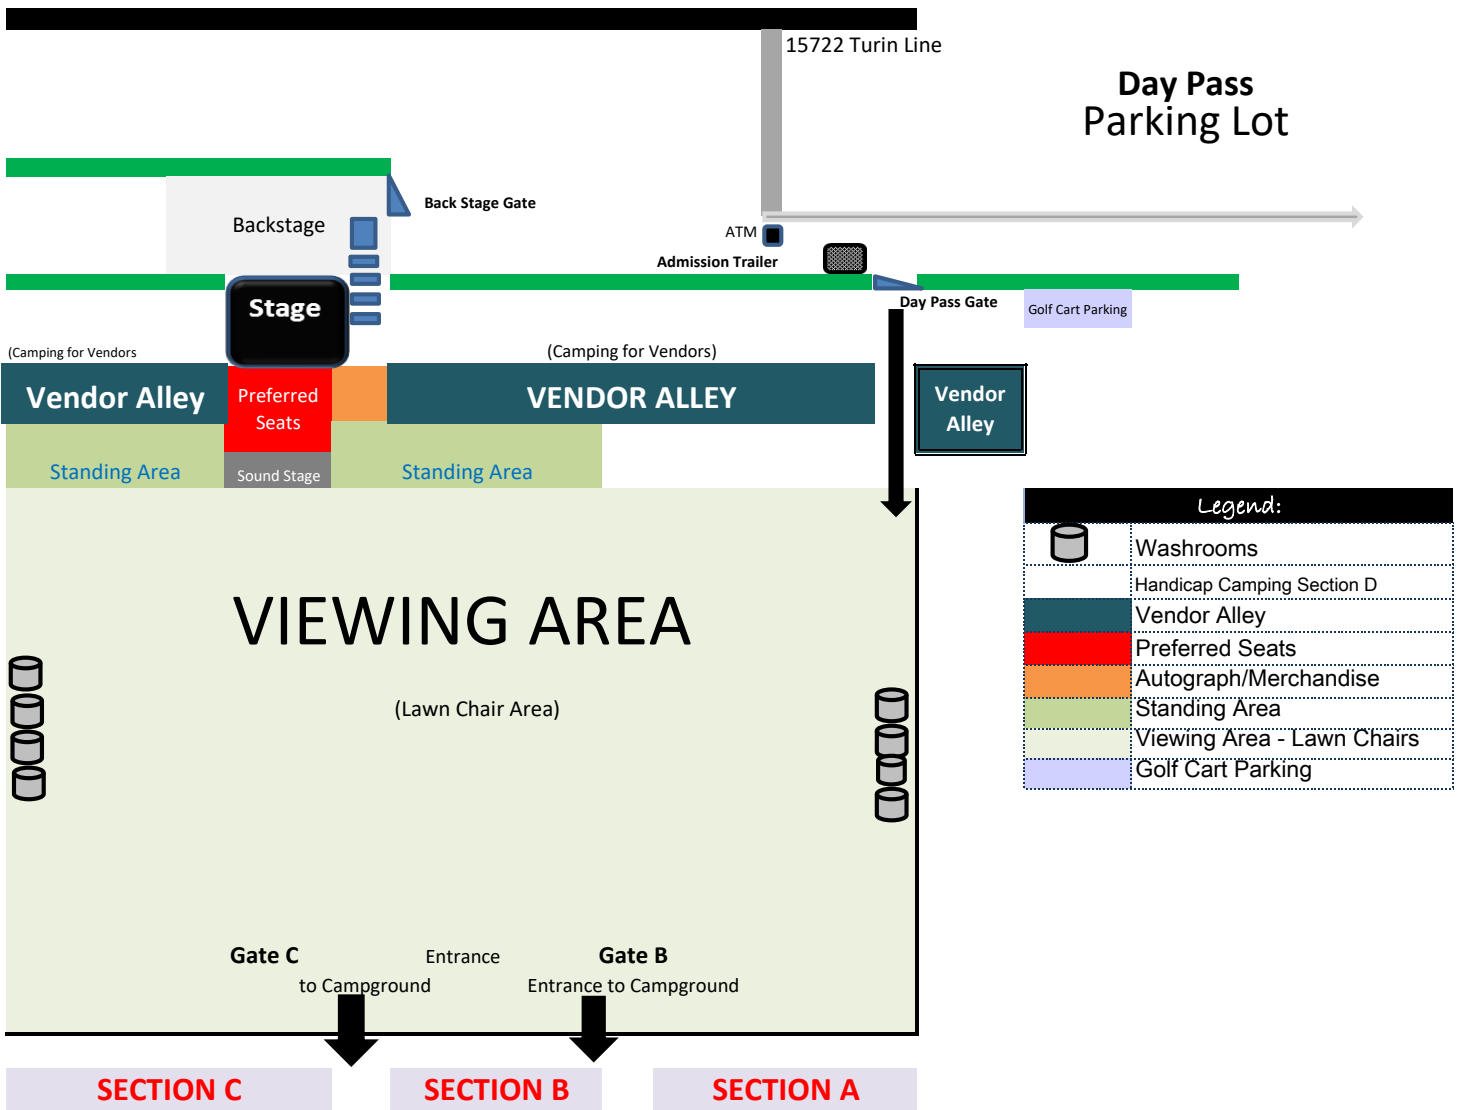 15722 Turin Line
Day Pass
Parking Lot
Back Stage Gate
Backstage
ATM
Admission Trailer
Stage
Day Pass Gate
Golf Cart Parking
(Camping for Vendors
(Camping for Vendors)
Vendor Alley
Preferred
Seats
VENDOR ALLEY
Vendor
Alley
Standing Area
Sound Stage
Standing Area
Legend:
Washrooms
Handicap Camping Section D
Vendor Alley
Preferred Seats
Autograph/Merchandise
Standing Area
Viewing Area - Lawn Chairs
Golf Cart Parking
VIEWING AREA
(Lawn Chair Area)
Gate C Entrance
to Campground
Gate B
Entrance to Campground
SECTION C
SECTION B
SECTION A